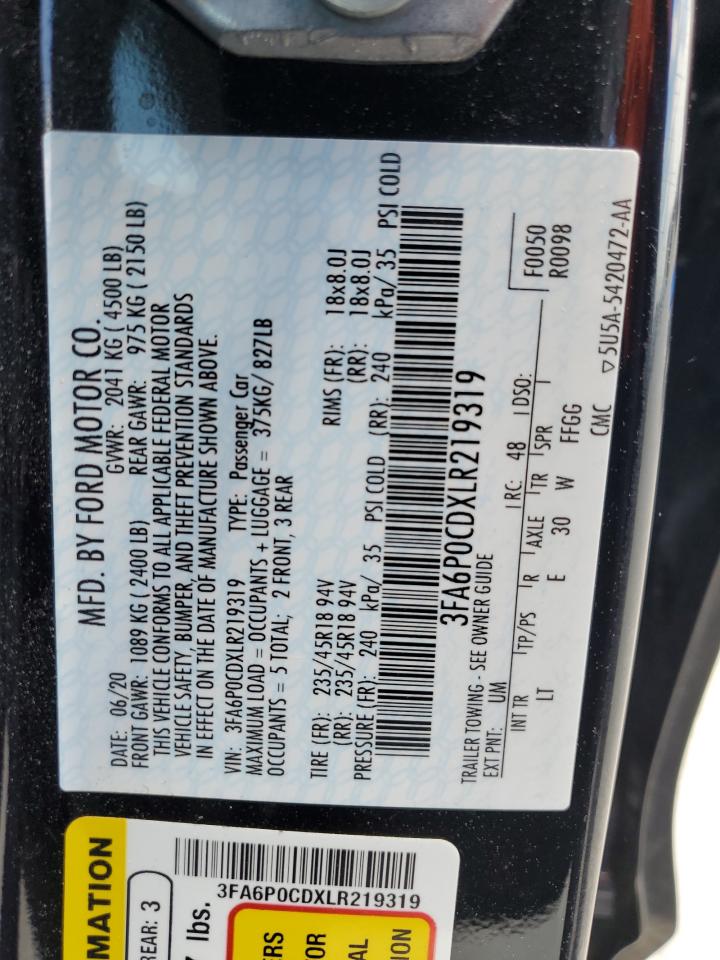 MFD. BY FORD MOTOR CO.
DATE: 06/20 GVWR: 2041 KG ( 4500 LB)
FRONT GAWR: 1089 KG ( 2400 LB) REAR GAWR: 975 KG ( 2150 LB)
THIS VEHICLE CONFORMS TO ALL APPLICABLE FEDERAL MOTOR
VEHICLE SAFETY, BUMPER, AND THEFT PREVENTION STANDARDS
IN EFFECT ON THE DATE OF MANUFACTURE SHOWN ABOVE.
VIN: 3FA6P0CDXLR219319 TYPE: Passenger Car
MAXIMUM LOAD = OCCUPANTS + LUGGAGE = 375KG/ 827LB
OCCUPANTS = 5 TOTAL; 2 FRONT, 3 REAR
TIRE (FR): 235/45R18 94V RIMS (FR): 18x8.0J
(RR): 235/45R18 94V (RR): 18x8.0J
PRESSURE (FR): 240 kPa/ 35 PSI COLD (RR): 240 kPa/ 35 PSI COLD
3FA6P0CDXLR219319
TRAILER TOWING - SEE OWNER GUIDE
F0050
R0098
EXT PNT: UM RC: 48 DSO:
INT TR TP/PS R AXLE TR SPR
LT E 30 W FFGG
CMC
▽5U5A-5420472-AA
MATION
REAR: 3
7 lbs.
3FA6P0CDXLR219319
ERS
OR
AL
ION